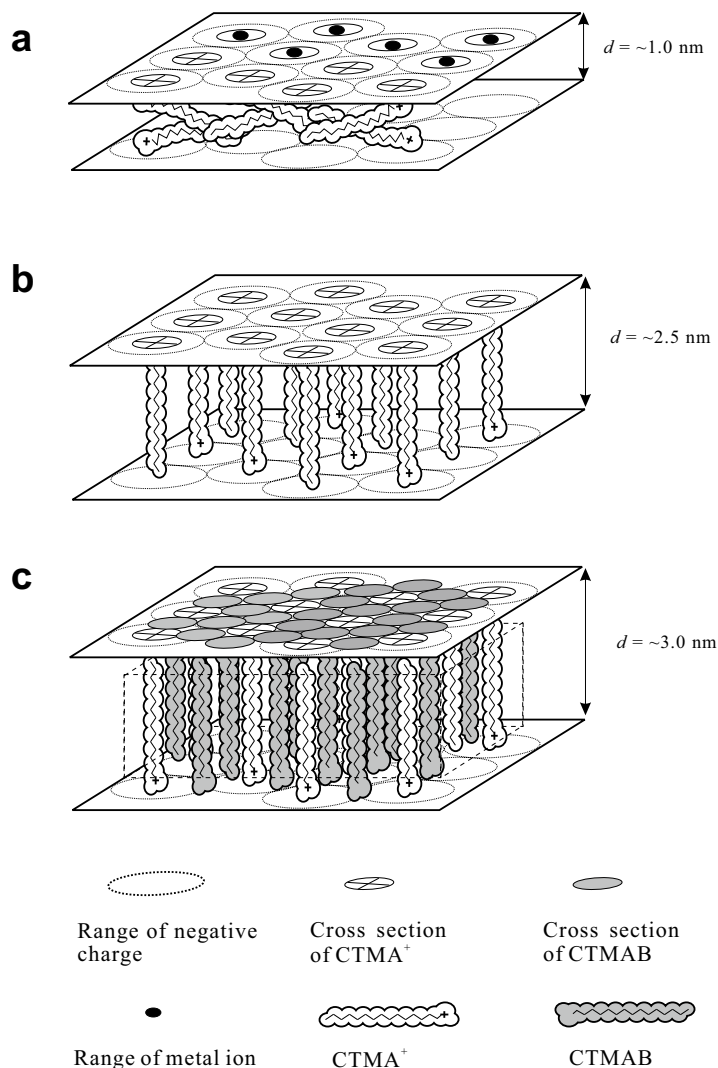 a
d = ~1.0 nm
b
d = ~2.5 nm
c
d = ~3.0 nm
Range of negative charge
Cross section of CTMA⁺
Cross section of CTMAB
Range of metal ion
CTMA⁺
CTMAB